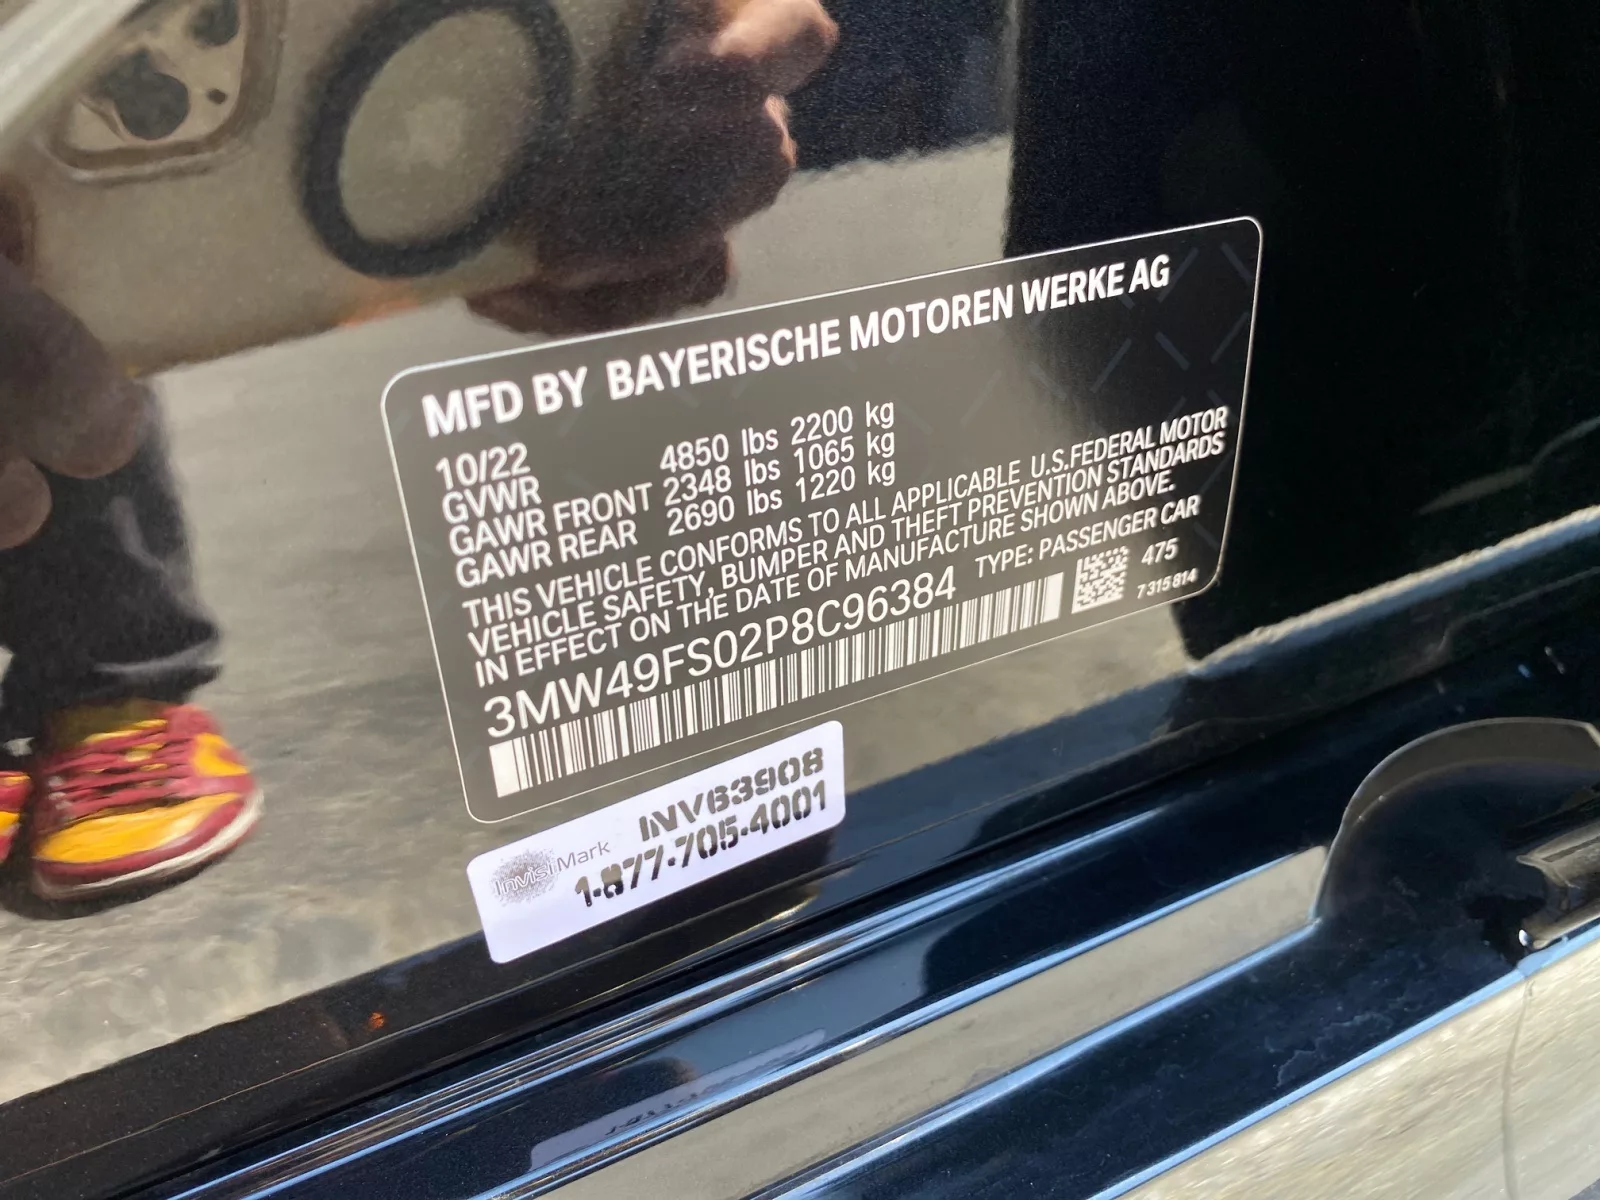 MFD BY BAYERISCHE MOTOREN WERKE AG
10/22
GVWR 4850 lbs 2200 kg
GAWR FRONT 2348 lbs 1065 kg
GAWR REAR 2690 lbs 1220 kg
THIS VEHICLE CONFORMS TO ALL APPLICABLE U.S.FEDERAL MOTOR
VEHICLE SAFETY, BUMPER AND THEFT PREVENTION STANDARDS
IN EFFECT ON THE DATE OF MANUFACTURE SHOWN ABOVE.
3MW49FS02P8C96384 TYPE: PASSENGER CAR
475
7 315 814
INV63908
InvisiMark 1-877-705-4001